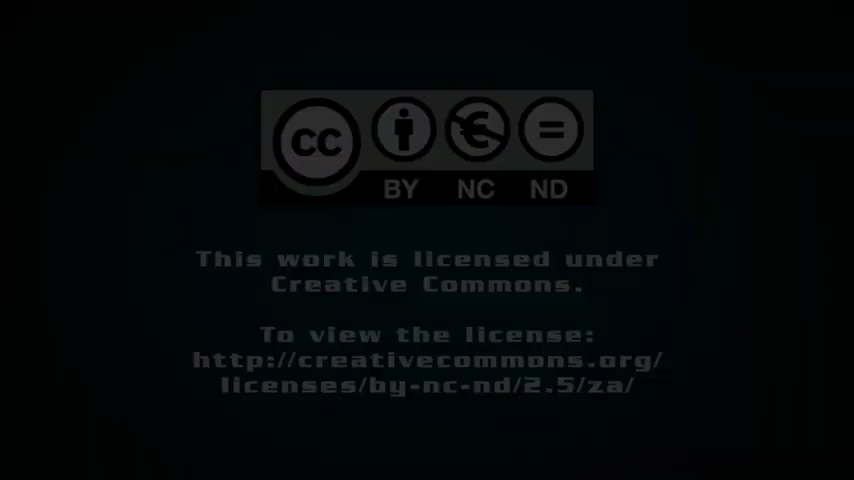 CC
BY NC ND
This work is licensed under
Creative Commons.
To view the license:
http://creativecommons.org/
licenses/by-nc-nd/2.5/za/